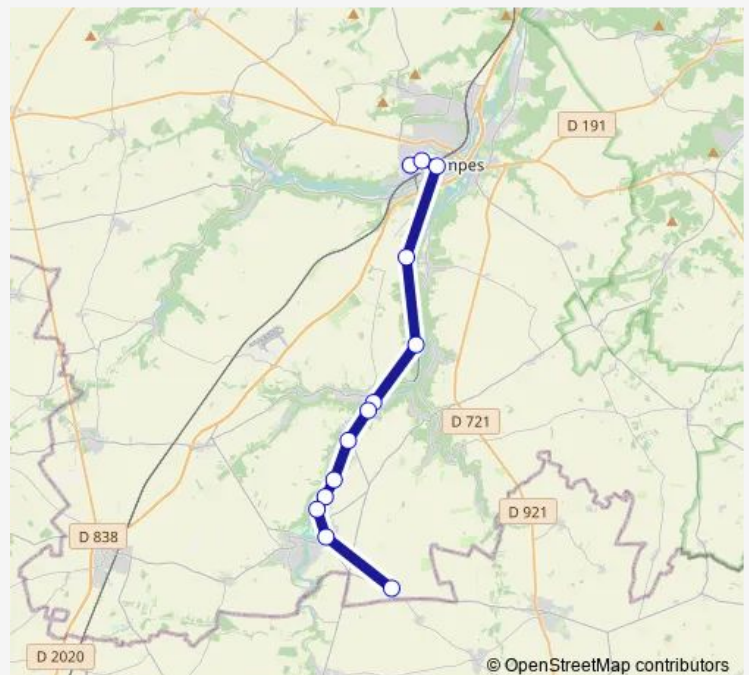 D 191
npes
D 721
D 921
D 838
D 2020
© OpenStreetMap contributors